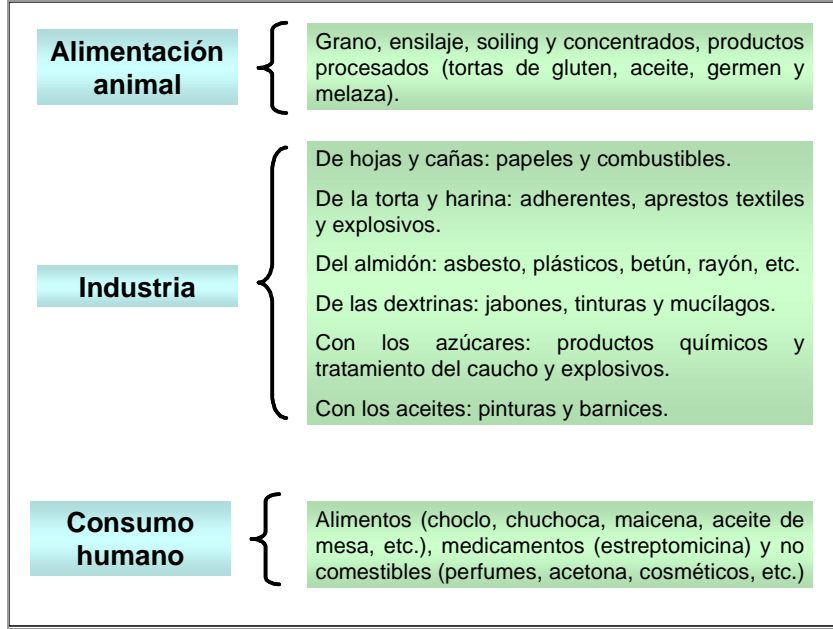 Alimentación
animal
Grano, ensilaje, soiling y concentrados, productos
procesados (tortas de gluten, aceite, germen y
melaza).
Industria
De hojas y cañas: papeles y combustibles.
De la torta y harina: adherentes, aprestos textiles
y explosivos.
Del almidón: asbesto, plásticos, betún, rayón, etc.
De las dextrinas: jabones, tinturas y mucílagos.
Con los azúcares: productos químicos y
tratamiento del caucho y explosivos.
Con los aceites: pinturas y barnices.
Consumo
humano
Alimentos (choclo, chuchoca, maicena, aceite de
mesa, etc.), medicamentos (estreptomicina) y no
comestibles (perfumes, acetona, cosméticos, etc.)